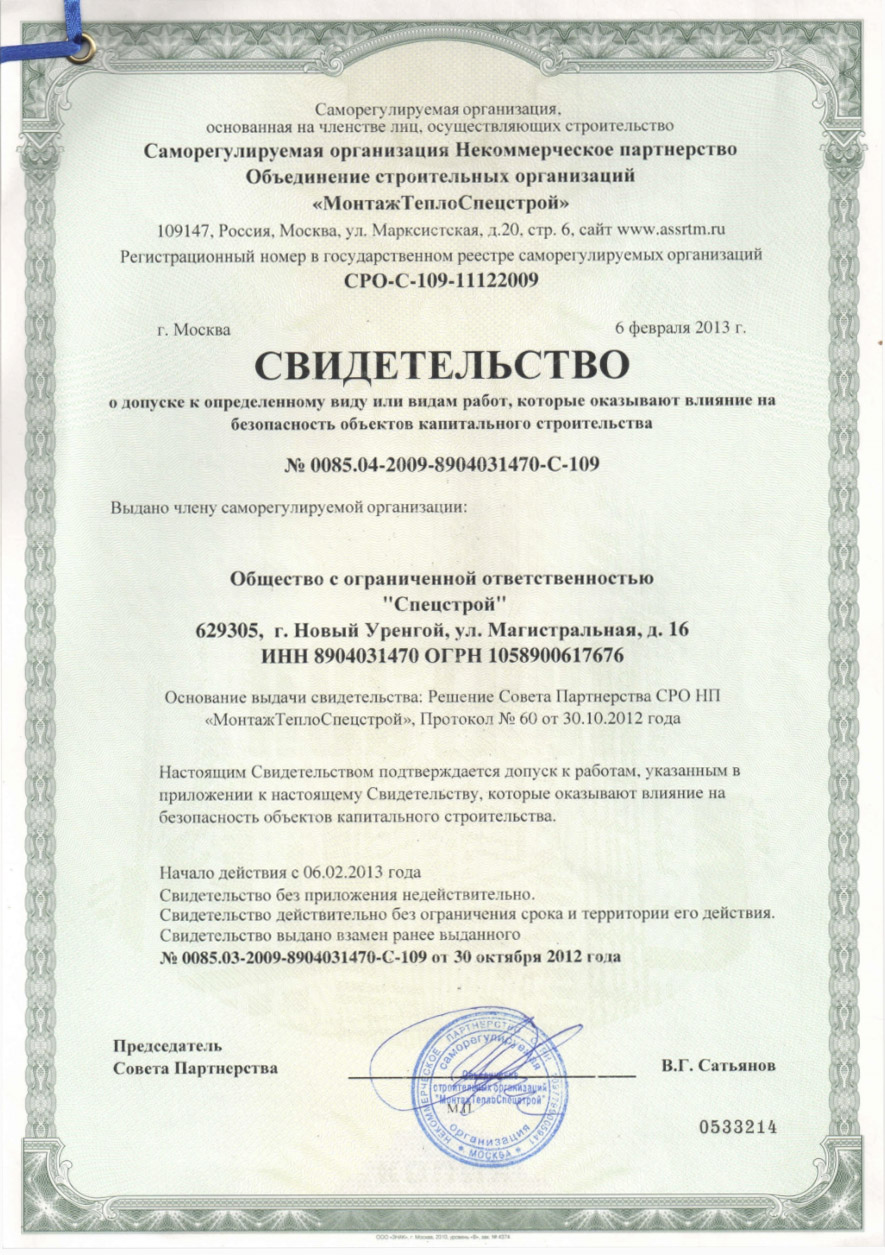 Саморегулируемая организация,
основанная на членстве лиц, осуществляющих строительство
Саморегулируемая организация Некоммерческое партнерство
Объединение строительных организаций
«МонтажТеплоСпецстрой»
109147, Россия, Москва, ул. Марксистская, д.20, стр. 6, сайт www.assrtm.ru
Регистрационный номер в государственном реестре саморегулируемых организаций
СРО-С-109-11122009
г. Москва 6 февраля 2013 г.
СВИДЕТЕЛЬСТВО
о допуске к определенному виду или видам работ, которые оказывают влияние на
безопасность объектов капитального строительства
№ 0085.04-2009-8904031470-С-109
Выдано члену саморегулируемой организации:
Общество с ограниченной ответственностью
"Спецстрой"
629305, г. Новый Уренгой, ул. Магистральная, д. 16
ИНН 8904031470 ОГРН 1058900617676
Основание выдачи свидетельства: Решение Совета Партнерства СРО НП
«МонтажТеплоСпецстрой», Протокол № 60 от 30.10.2012 года
Настоящим Свидетельством подтверждается допуск к работам, указанным в
приложении к настоящему Свидетельству, которые оказывают влияние на
безопасность объектов капитального строительства.
Начало действия с 06.02.2013 года
Свидетельство без приложения недействительно.
Свидетельство действительно без ограничения срока и территории его действия.
Свидетельство выдано взамен ранее выданного
№ 0085.03-2009-8904031470-С-109 от 30 октября 2012 года
Председатель
Совета Партнерства В.Г. Сатьянов
НЕКОММЕРЧЕСКОЕ ПАРТНЕРСТВО
саморегулируемая
Объединение
строительных организаций
"МонтажТеплоСпецстрой"
М.П.
организация
* МОСКВА *
0533214
ООО «ЗНАК», г. Москва, 2010, уровень «В», зак. № 4374